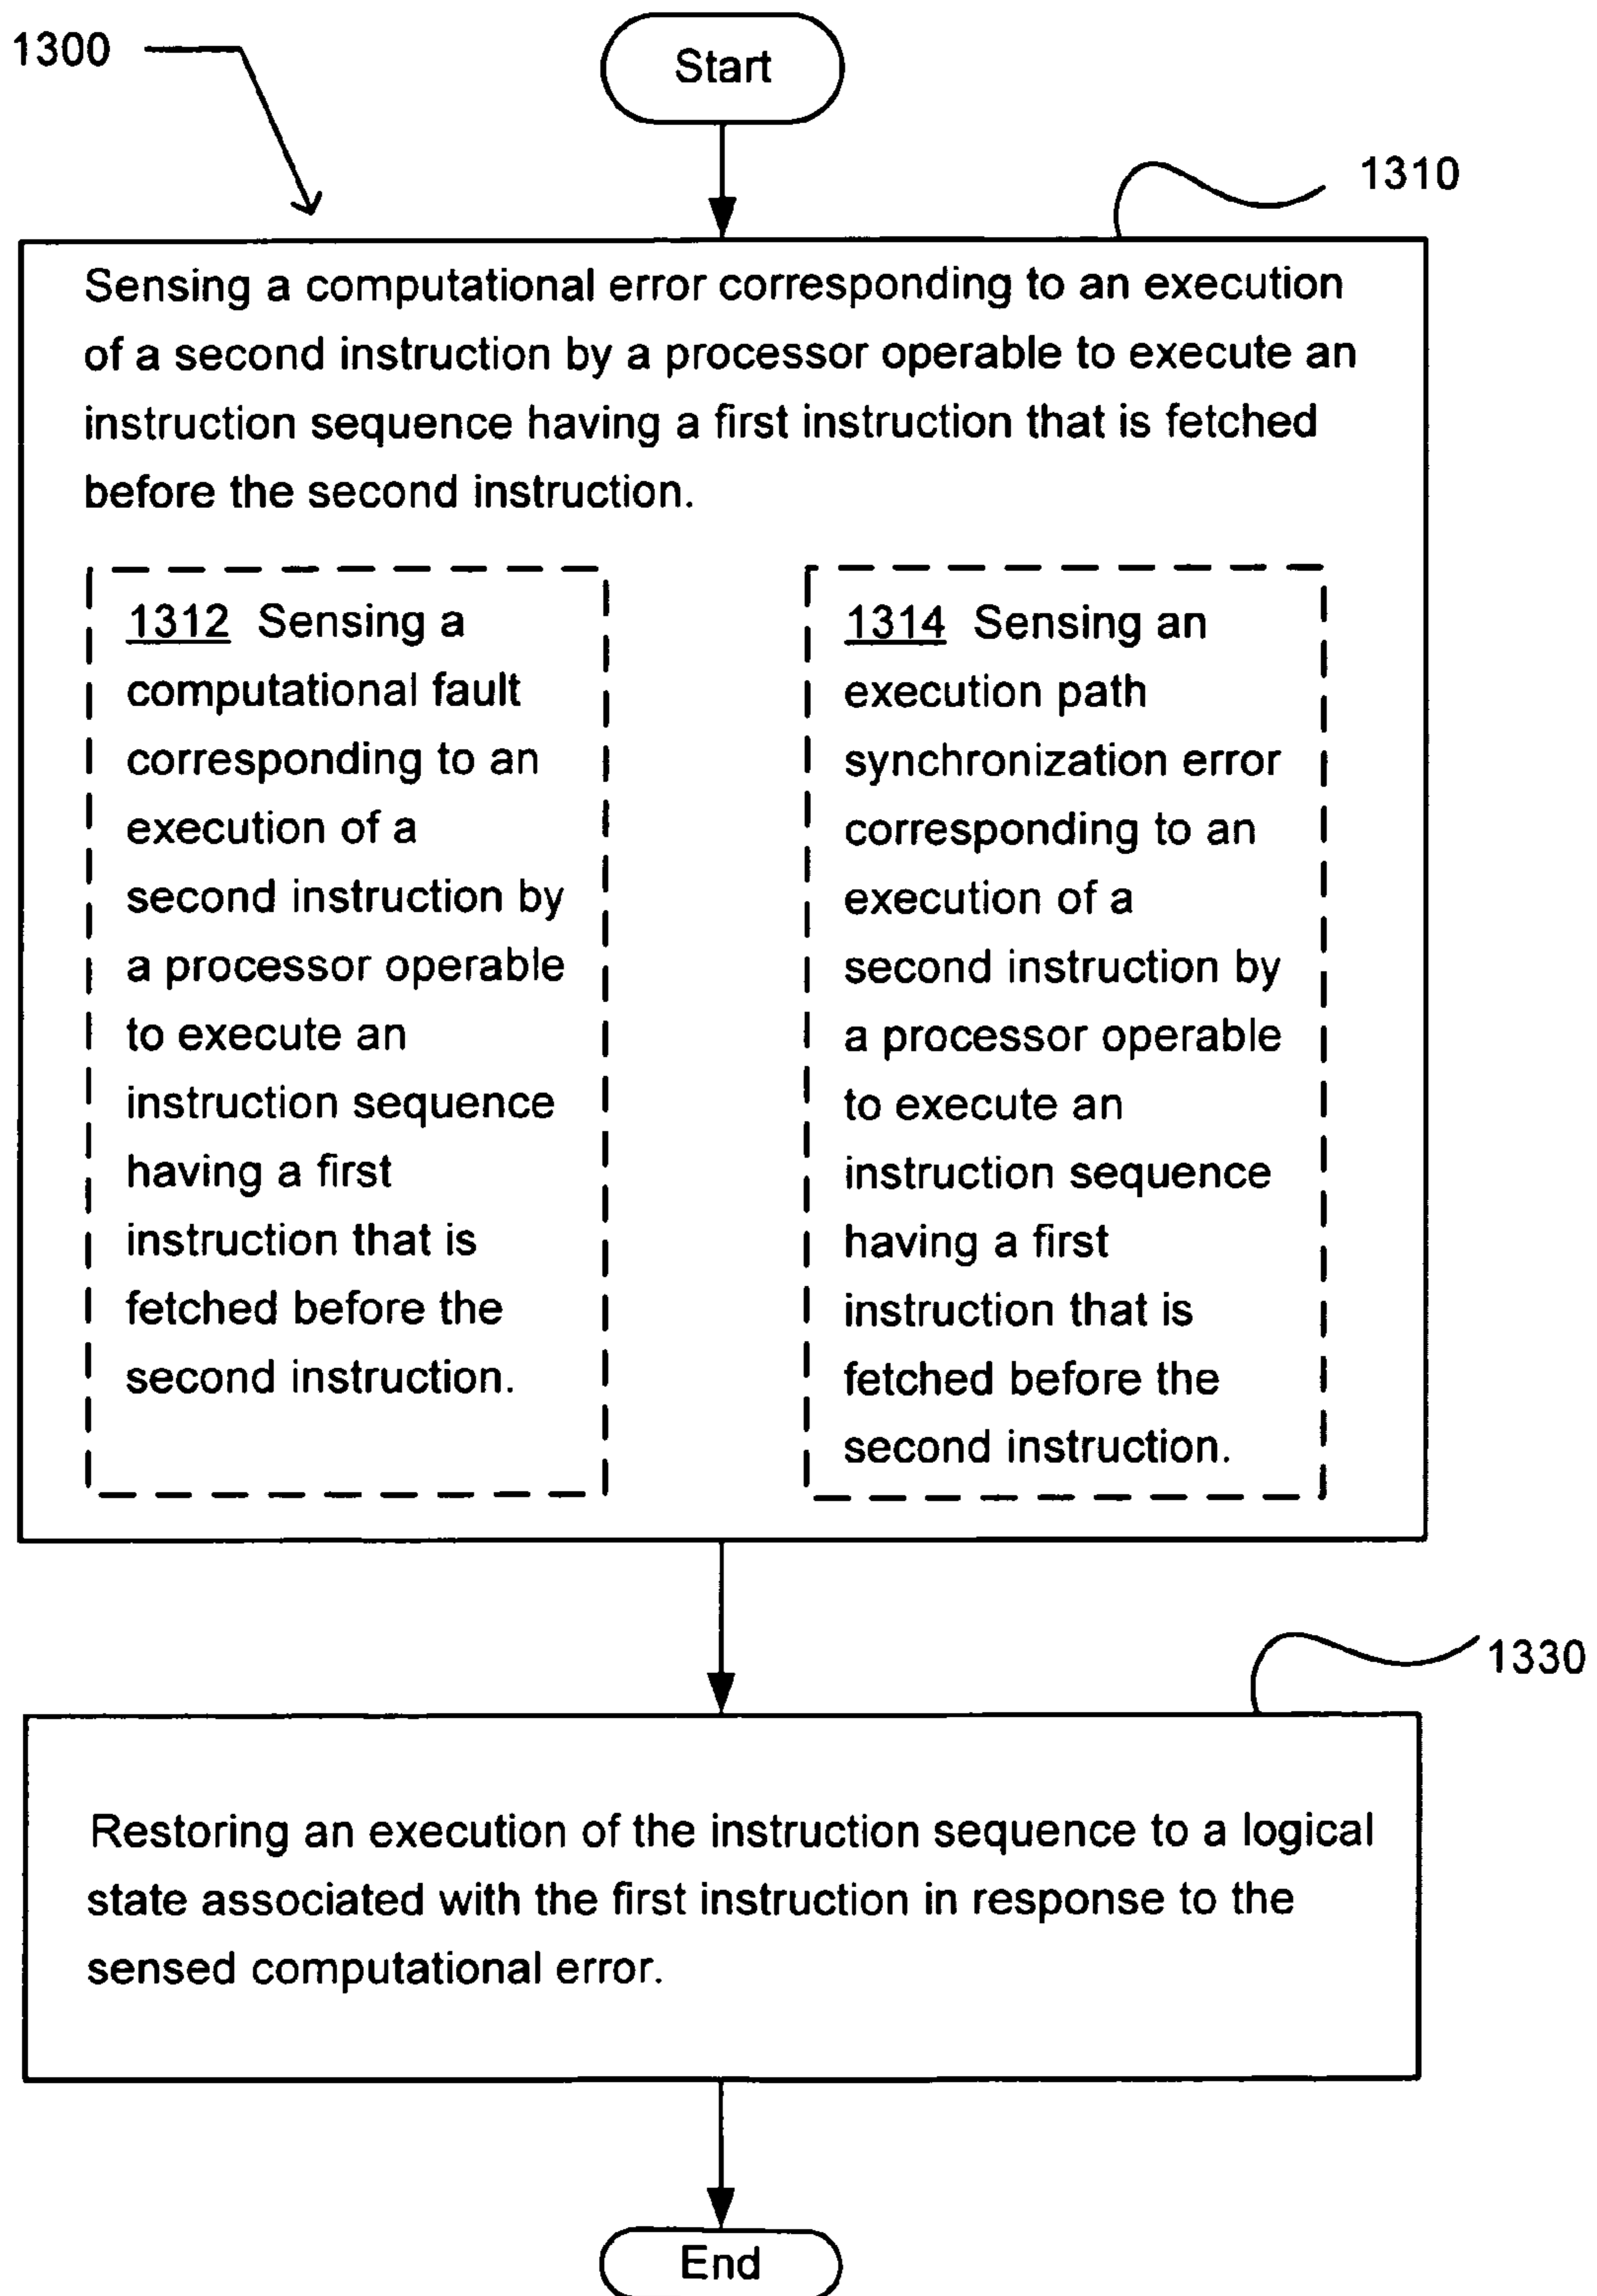 1300
Start
1310
Sensing a computational error corresponding to an execution
of a second instruction by a processor operable to execute an
instruction sequence having a first instruction that is fetched
before the second instruction.
1312 Sensing a
computational fault
corresponding to an
execution of a
second instruction by
a processor operable
to execute an
instruction sequence
having a first
instruction that is
fetched before the
second instruction.
1314 Sensing an
execution path
synchronization error
corresponding to an
execution of a
second instruction by
a processor operable
to execute an
instruction sequence
having a first
instruction that is
fetched before the
second instruction.
1330
Restoring an execution of the instruction sequence to a logical
state associated with the first instruction in response to the
sensed computational error.
End